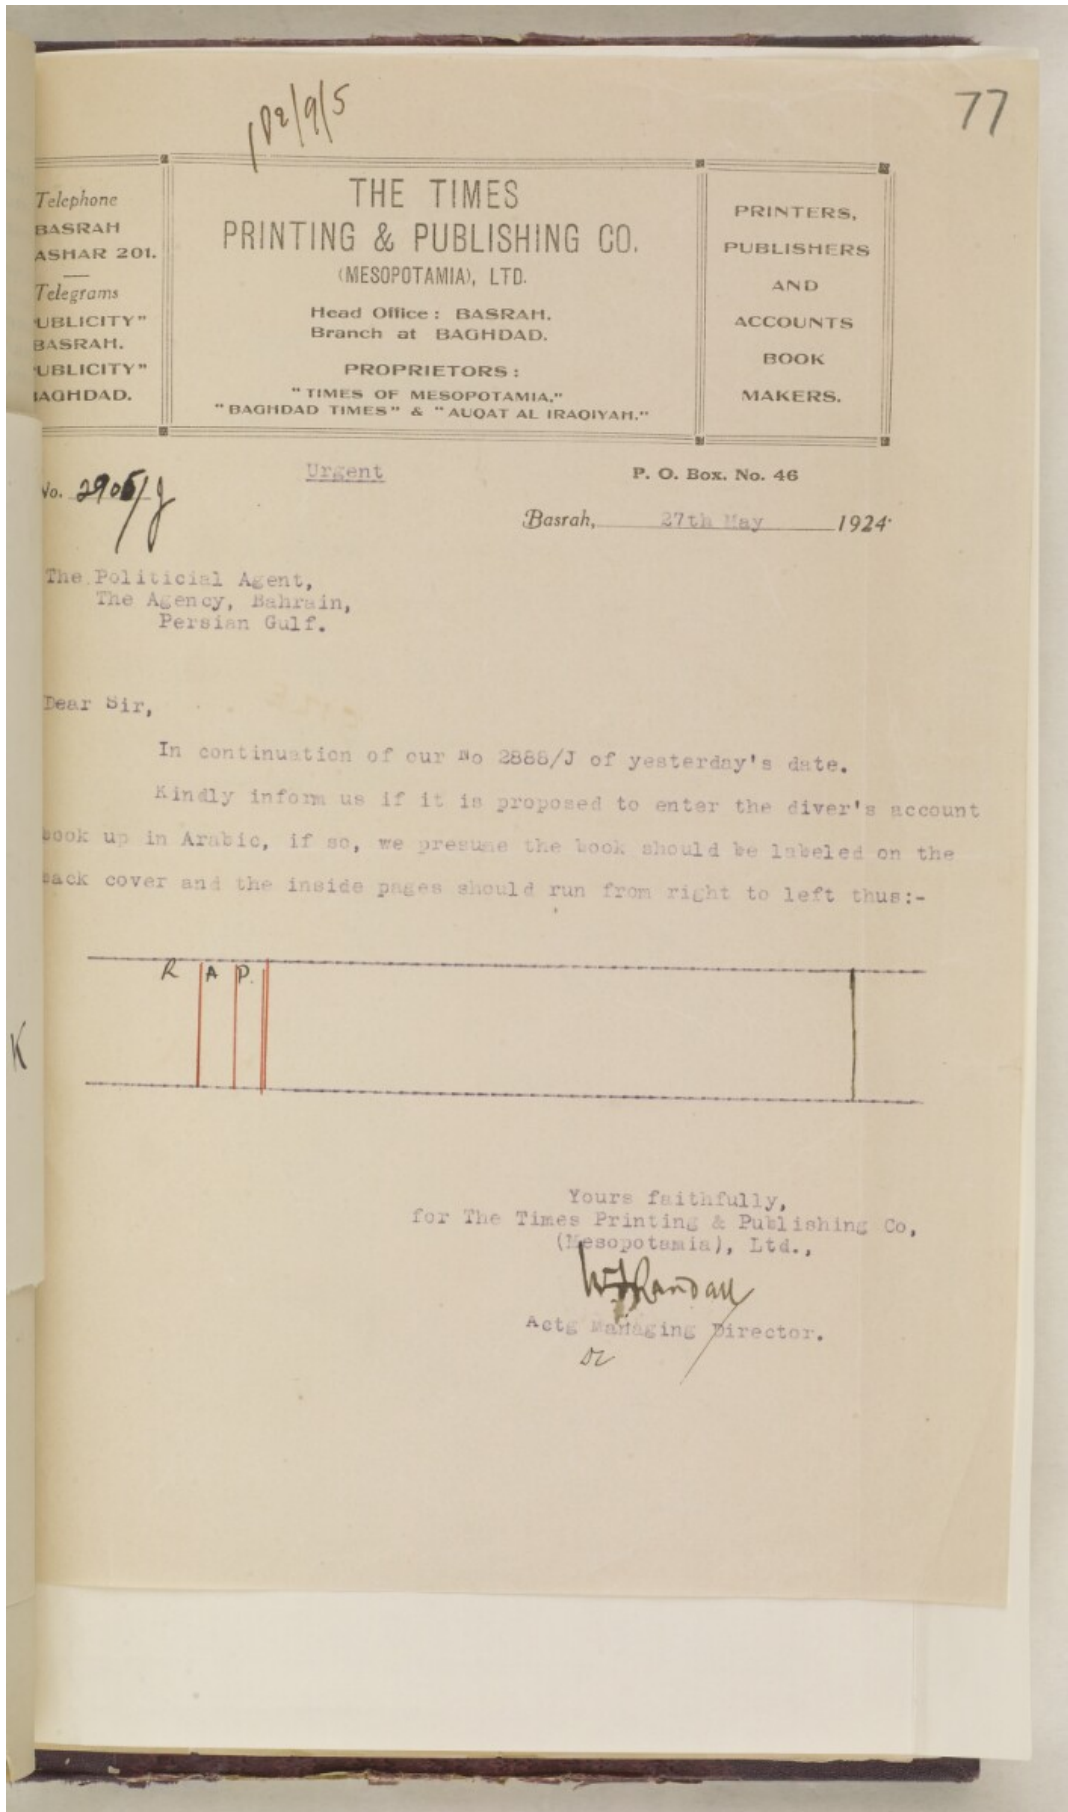 77
Telephone
BASRAH
ASHAR 201.
Telegrams
UBLICITY"
BASRAH.
UBLICITY"
AGHDAD.
THE TIMES
PRINTING & PUBLISHING CO.
(MESOPOTAMIA), LTD.
Head Office: BASRAH.
Branch at BAGHDAD.
PROPRIETORS:
"TIMES OF MESOPOTAMIA,"
"BAGHDAD TIMES" & "AUQAT AL IRAQIYAH."
PRINTERS,
PUBLISHERS
AND
ACCOUNTS
BOOK
MAKERS.
No. 2905/J
Urgent
P. O. Box. No. 46
Basrah, 27th May 1924.
The Politicial Agent,
The Agency, Bahrain,
Persian Gulf.
Dear Sir,
In continuation of our No 2888/J of yesterday's date.
Kindly inform us if it is proposed to enter the diver's account
book up in Arabic, if so, we presume the book should be labeled on the
back cover and the inside pages should run from right to left thus:-
R A P.
K
Yours faithfully,
for The Times Printing & Publishing Co,
(Mesopotamia), Ltd.,
Randall
Actg Managing Director.